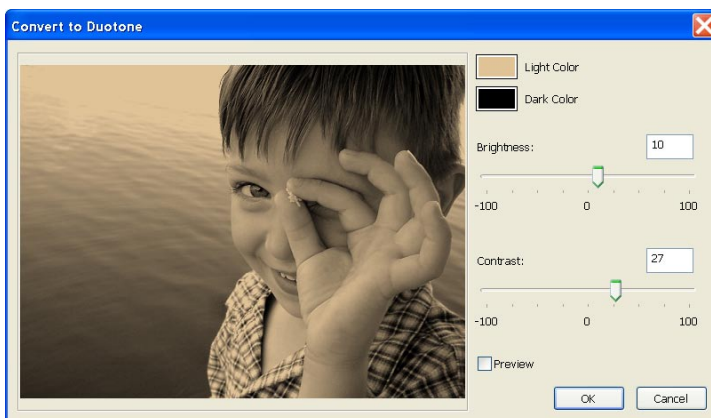 Convert to Duotone
Light Color
Dark Color
Brightness:
10
-100 0 100
Contrast:
27
-100 0 100
Preview
OK Cancel